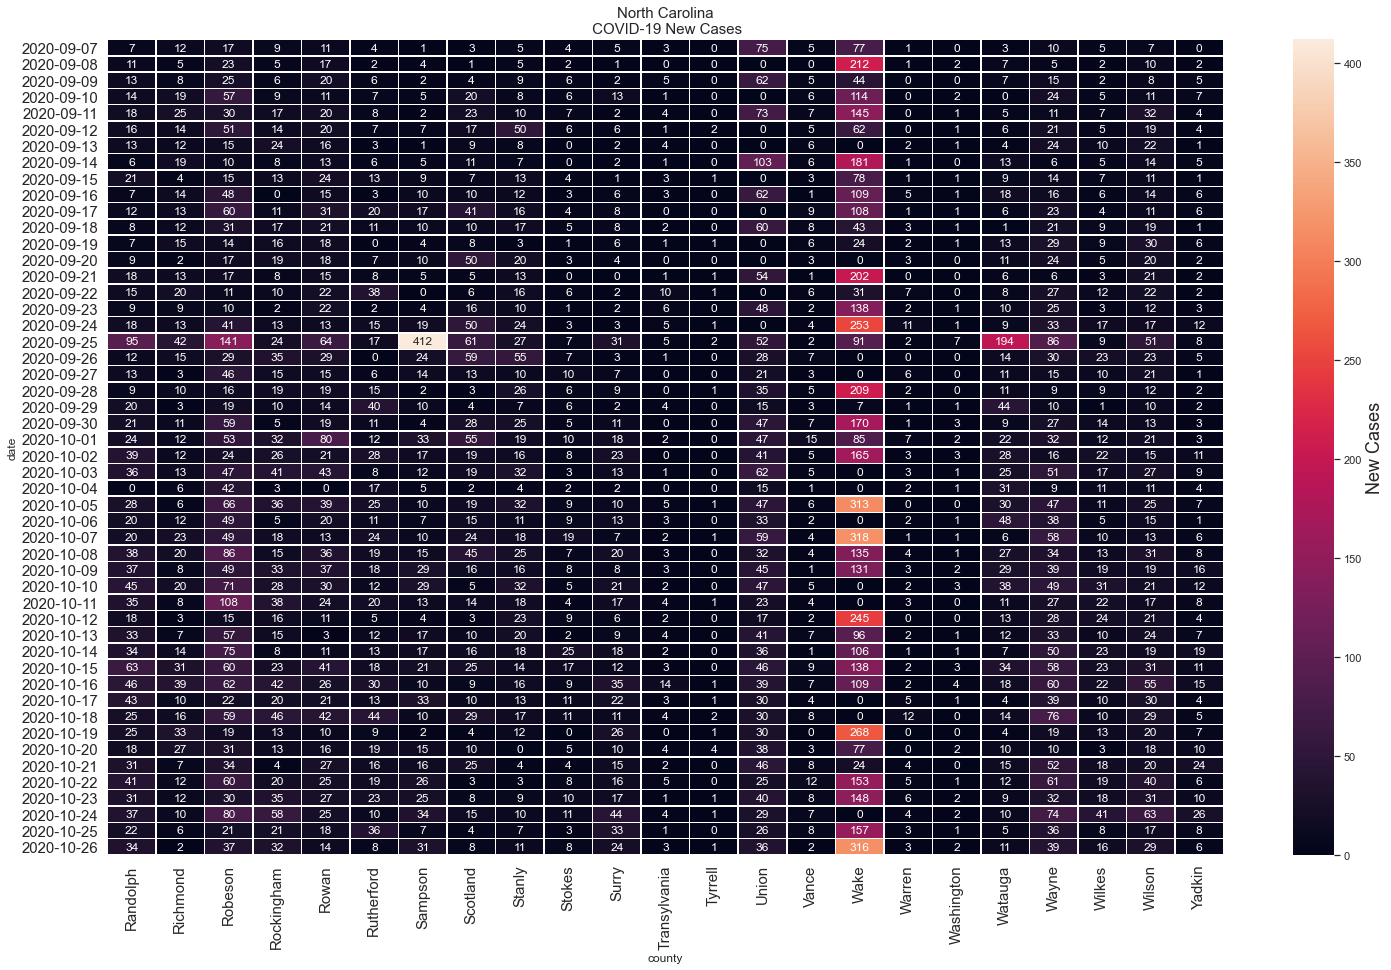 North Carolina
COVID-19 New Cases
2020-09-07 7 12 17 9 11 4 1 3 5 4 5 3 0 75 5 77 1 0 3 10 5 7 0
2020-09-08 11 5 23 5 17 2 4 1 5 2 1 0 0 0 0 212 1 2 7 5 2 10 2
2020-09-09 13 8 25 6 20 6 2 4 9 6 2 5 0 62 5 44 0 0 7 15 2 8 5
2020-09-10 14 19 57 9 11 7 5 20 8 6 13 1 0 0 6 114 0 2 0 24 5 11 7
2020-09-11 18 25 30 17 20 8 2 23 10 7 2 4 0 73 7 145 0 1 5 11 7 32 4
2020-09-12 16 14 51 14 20 7 7 17 50 6 6 1 2 0 5 62 0 1 6 21 5 19 4
2020-09-13 13 12 15 24 16 3 1 9 8 0 2 4 0 0 6 0 2 1 4 24 10 22 1
2020-09-14 6 19 10 8 13 6 5 11 7 0 2 1 0 103 6 181 1 0 13 6 5 14 5
2020-09-15 21 4 15 13 24 13 9 7 13 4 1 3 1 0 3 78 1 1 9 14 7 11 1
2020-09-16 7 14 48 0 15 3 10 10 12 3 6 3 0 62 1 109 5 1 18 16 6 14 6
2020-09-17 12 13 60 11 31 20 17 41 16 4 8 0 0 0 9 108 1 1 6 23 4 11 6
2020-09-18 8 12 31 17 21 11 10 10 17 5 8 2 0 60 8 43 3 1 1 21 9 19 1
2020-09-19 7 15 14 16 18 0 4 8 3 1 6 1 1 0 6 24 2 1 13 29 9 30 6
2020-09-20 9 2 17 19 18 7 10 50 20 3 4 0 0 0 3 0 3 0 11 24 5 20 2
2020-09-21 18 13 17 8 15 8 5 5 13 0 0 1 1 54 1 202 0 0 6 6 3 21 2
2020-09-22 15 20 11 10 22 38 0 6 16 6 2 10 1 0 6 31 7 0 8 27 12 22 2
2020-09-23 9 9 10 2 22 2 4 16 10 1 2 6 0 48 2 138 2 1 10 25 3 12 3
2020-09-24 18 13 41 13 13 15 19 50 24 3 3 5 1 0 4 253 11 1 9 33 17 17 12
2020-09-25 95 42 141 24 64 17 412 61 27 7 31 5 2 52 2 91 2 7 194 86 9 51 8
2020-09-26 12 15 29 35 29 0 24 59 55 7 3 1 0 28 7 0 0 0 14 30 23 23 5
2020-09-27 13 3 46 15 15 6 14 13 10 10 7 0 0 21 3 0 6 0 11 15 10 21 1
2020-09-28 9 10 16 19 19 15 2 3 26 6 9 0 1 35 5 209 2 0 11 9 9 12 2
2020-09-29 20 3 19 10 14 40 10 4 7 6 2 4 0 15 3 7 1 1 44 10 1 10 2
2020-09-30 21 11 59 5 19 11 4 28 25 5 11 0 0 47 7 170 1 3 9 27 14 13 3
2020-10-01 24 12 53 32 80 12 33 55 19 10 18 2 0 47 15 85 7 2 22 32 12 21 3
2020-10-02 39 12 24 26 21 28 17 19 16 8 23 0 0 41 5 165 3 3 28 16 22 15 11
2020-10-03 36 13 47 41 43 8 12 19 32 3 13 1 0 62 5 0 3 1 25 51 17 27 9
2020-10-04 0 6 42 3 0 17 5 2 4 2 2 0 0 15 1 0 2 1 31 9 11 11 4
2020-10-05 28 6 66 36 39 25 10 19 32 9 10 5 1 47 6 313 0 0 30 47 11 25 7
2020-10-06 20 12 49 5 20 11 7 15 11 9 13 3 0 33 2 0 2 1 48 38 5 15 1
2020-10-07 20 23 49 18 13 24 10 24 18 19 7 2 1 59 4 318 1 1 6 58 10 13 6
2020-10-08 38 20 86 15 36 19 15 45 25 7 20 3 0 32 4 135 4 1 27 34 13 31 8
2020-10-09 37 8 49 33 37 18 29 16 16 8 8 3 0 45 1 131 3 2 29 39 19 19 16
2020-10-10 45 20 71 28 30 12 29 5 32 5 21 2 0 47 5 0 2 3 38 49 31 21 12
2020-10-11 35 8 108 38 24 20 13 14 18 4 17 4 0 23 4 0 3 0 11 27 22 17 8
2020-10-12 18 3 15 16 11 5 4 3 23 9 6 2 0 17 2 245 0 0 13 28 24 21 4
2020-10-13 33 7 57 15 3 12 17 10 20 2 9 4 0 41 7 96 2 1 12 33 10 24 7
2020-10-14 34 14 75 8 11 13 17 16 18 25 18 2 0 36 1 106 1 1 7 50 23 19 19
2020-10-15 63 31 60 23 41 18 21 25 14 17 12 3 0 46 9 138 2 3 34 58 23 31 11
2020-10-16 46 39 62 42 26 30 10 9 16 9 35 14 1 39 7 109 2 4 18 60 22 55 15
2020-10-17 43 10 22 20 21 13 33 10 13 11 22 3 1 30 4 0 5 1 4 39 10 30 4
2020-10-18 25 16 59 46 42 44 10 29 17 11 11 4 2 30 8 0 12 0 14 76 10 29 5
2020-10-19 25 33 19 13 10 9 2 4 12 0 26 0 1 30 0 268 0 0 4 19 13 20 7
2020-10-20 18 27 31 13 16 19 15 10 0 5 10 4 4 38 3 77 0 2 10 10 3 18 10
2020-10-21 31 7 34 4 27 16 16 25 4 4 15 2 0 46 8 24 4 0 15 52 18 20 24
2020-10-22 41 12 60 20 25 19 26 3 3 8 16 5 0 25 12 153 5 1 12 61 19 40 6
2020-10-23 31 12 30 35 27 23 25 8 9 10 17 1 1 40 8 148 6 2 9 32 18 31 10
2020-10-24 37 10 80 58 25 10 34 15 10 11 44 4 1 29 7 0 4 2 10 74 41 63 26
2020-10-25 22 6 21 21 18 36 7 4 7 3 33 1 0 26 8 157 3 1 5 36 8 17 8
2020-10-26 34 2 37 32 14 8 31 8 11 8 24 3 1 36 2 316 3 2 11 39 16 29 6
date
Randolph Richmond Robeson Rockingham Rowan Rutherford Sampson Scotland Stanly Stokes Surry Transylvania Tyrrell Union Vance Wake Warren Washington Watauga Wayne Wilkes Wilson Yadkin
county
400
350
300
250
200
150
100
50
0
New Cases